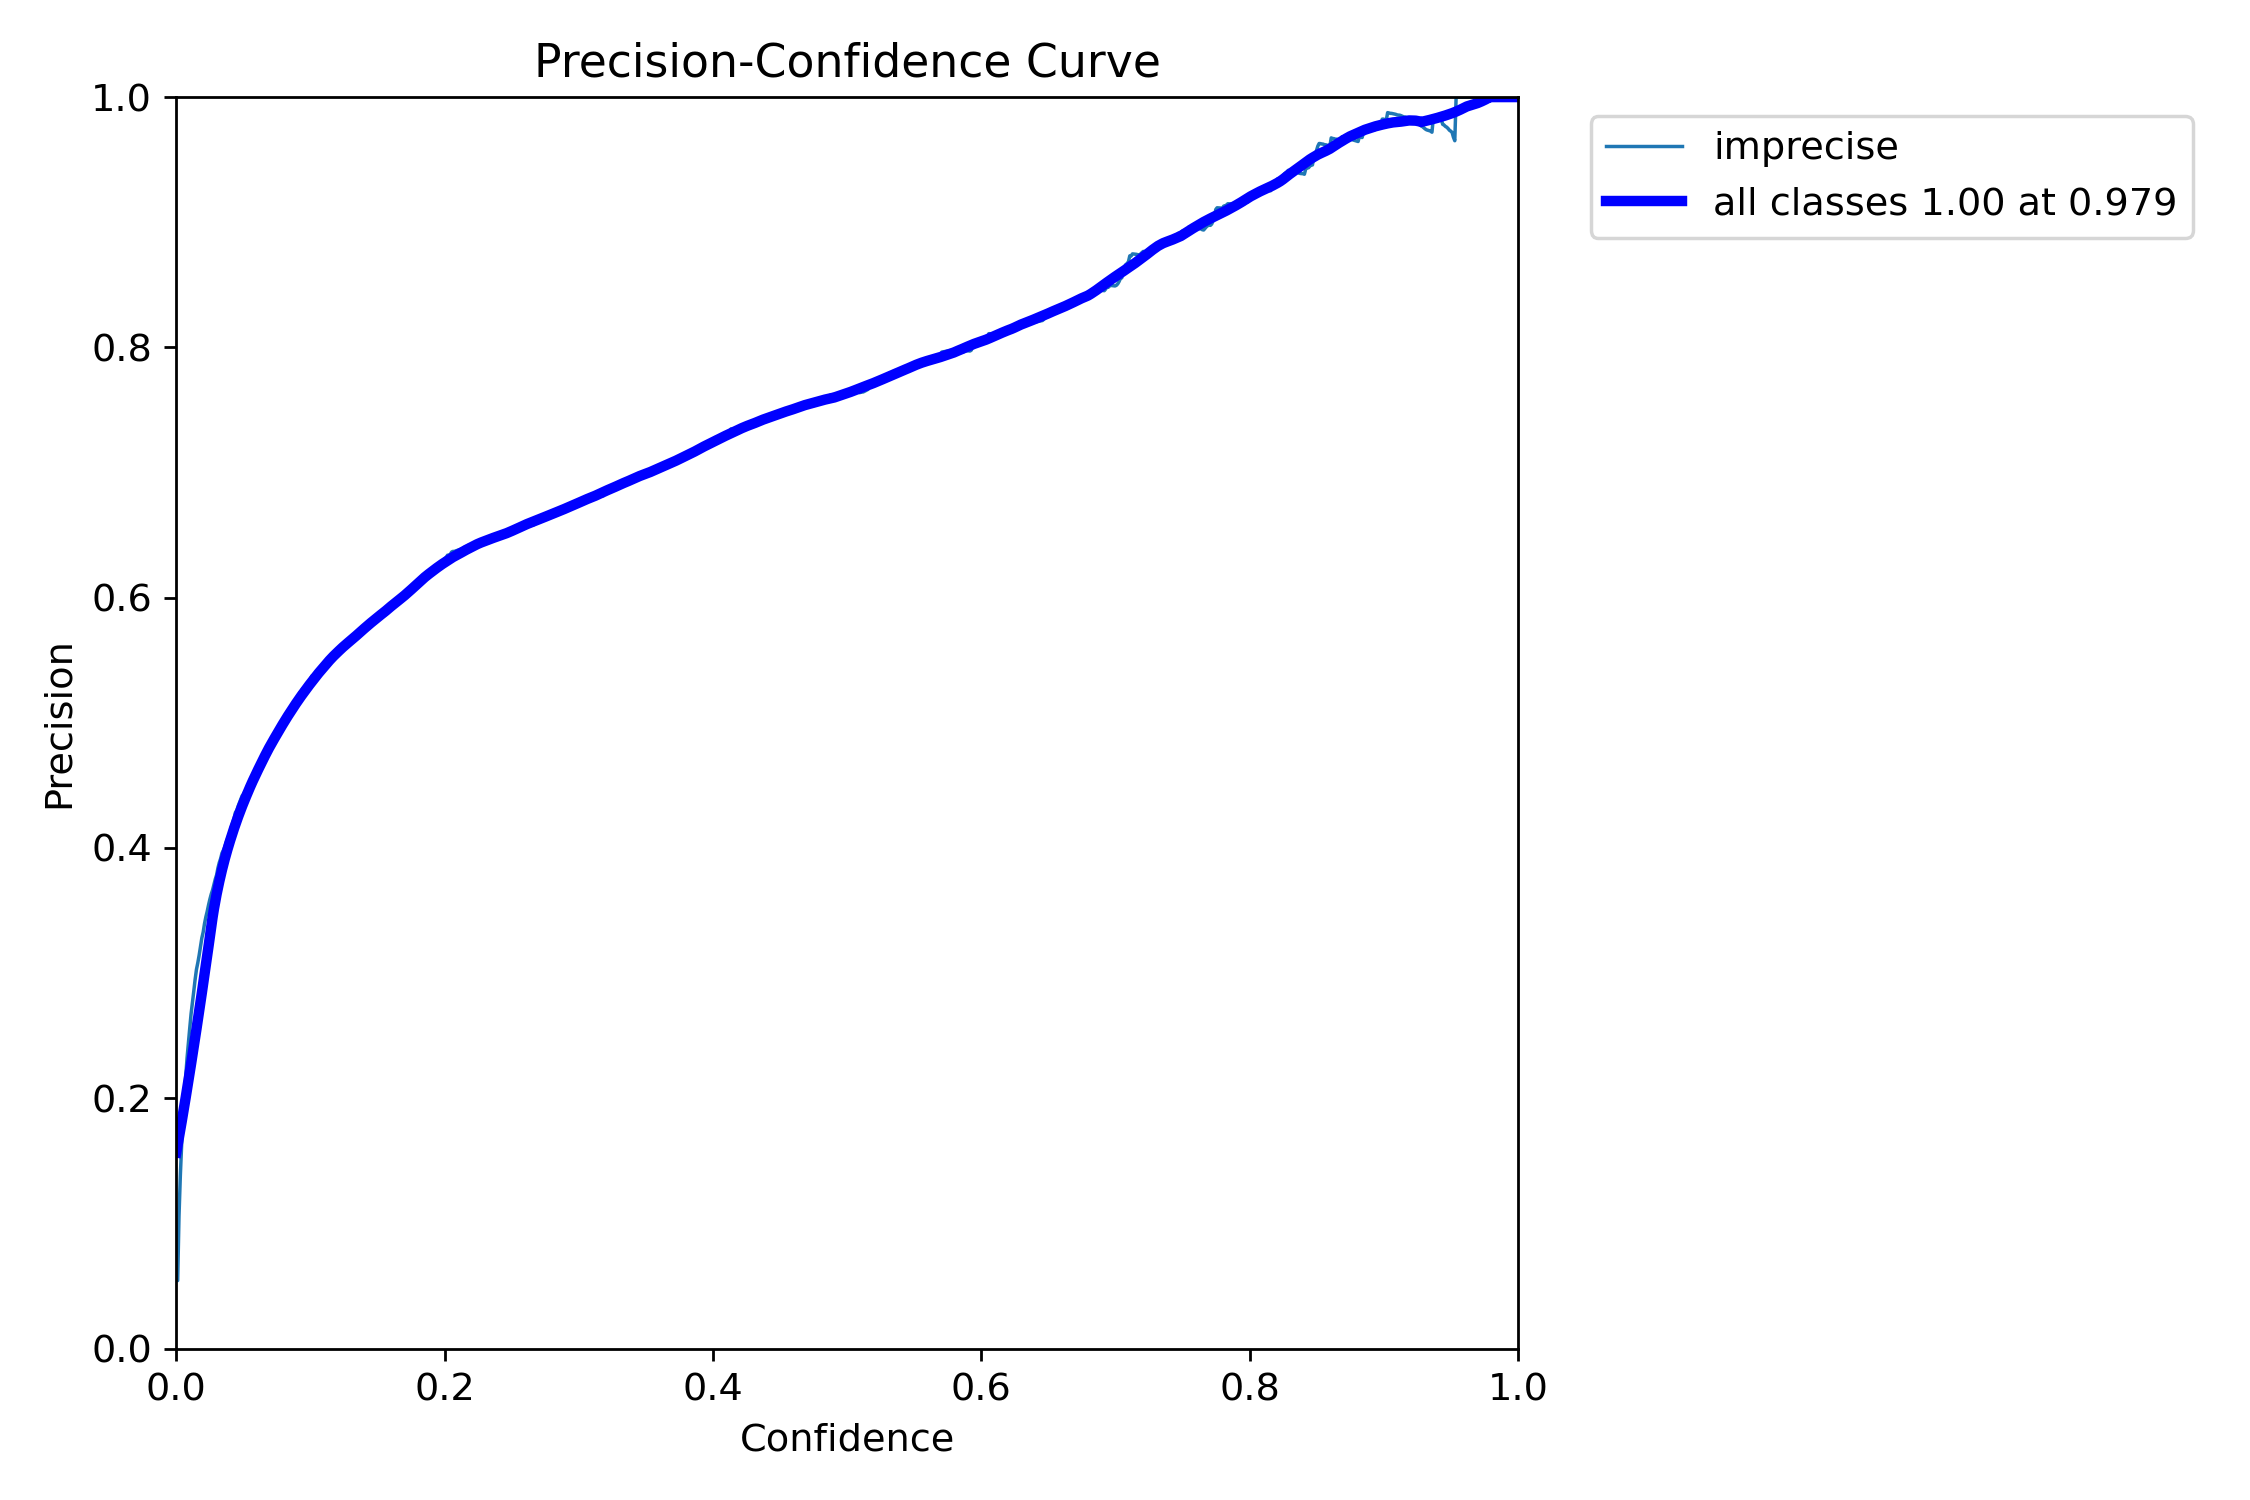 Precision-Confidence Curve
imprecise
all classes 1.00 at 0.979
Precision
1.0
0.8
0.6
0.4
0.2
0.0
0.0 0.2 0.4 0.6 0.8 1.0
Confidence